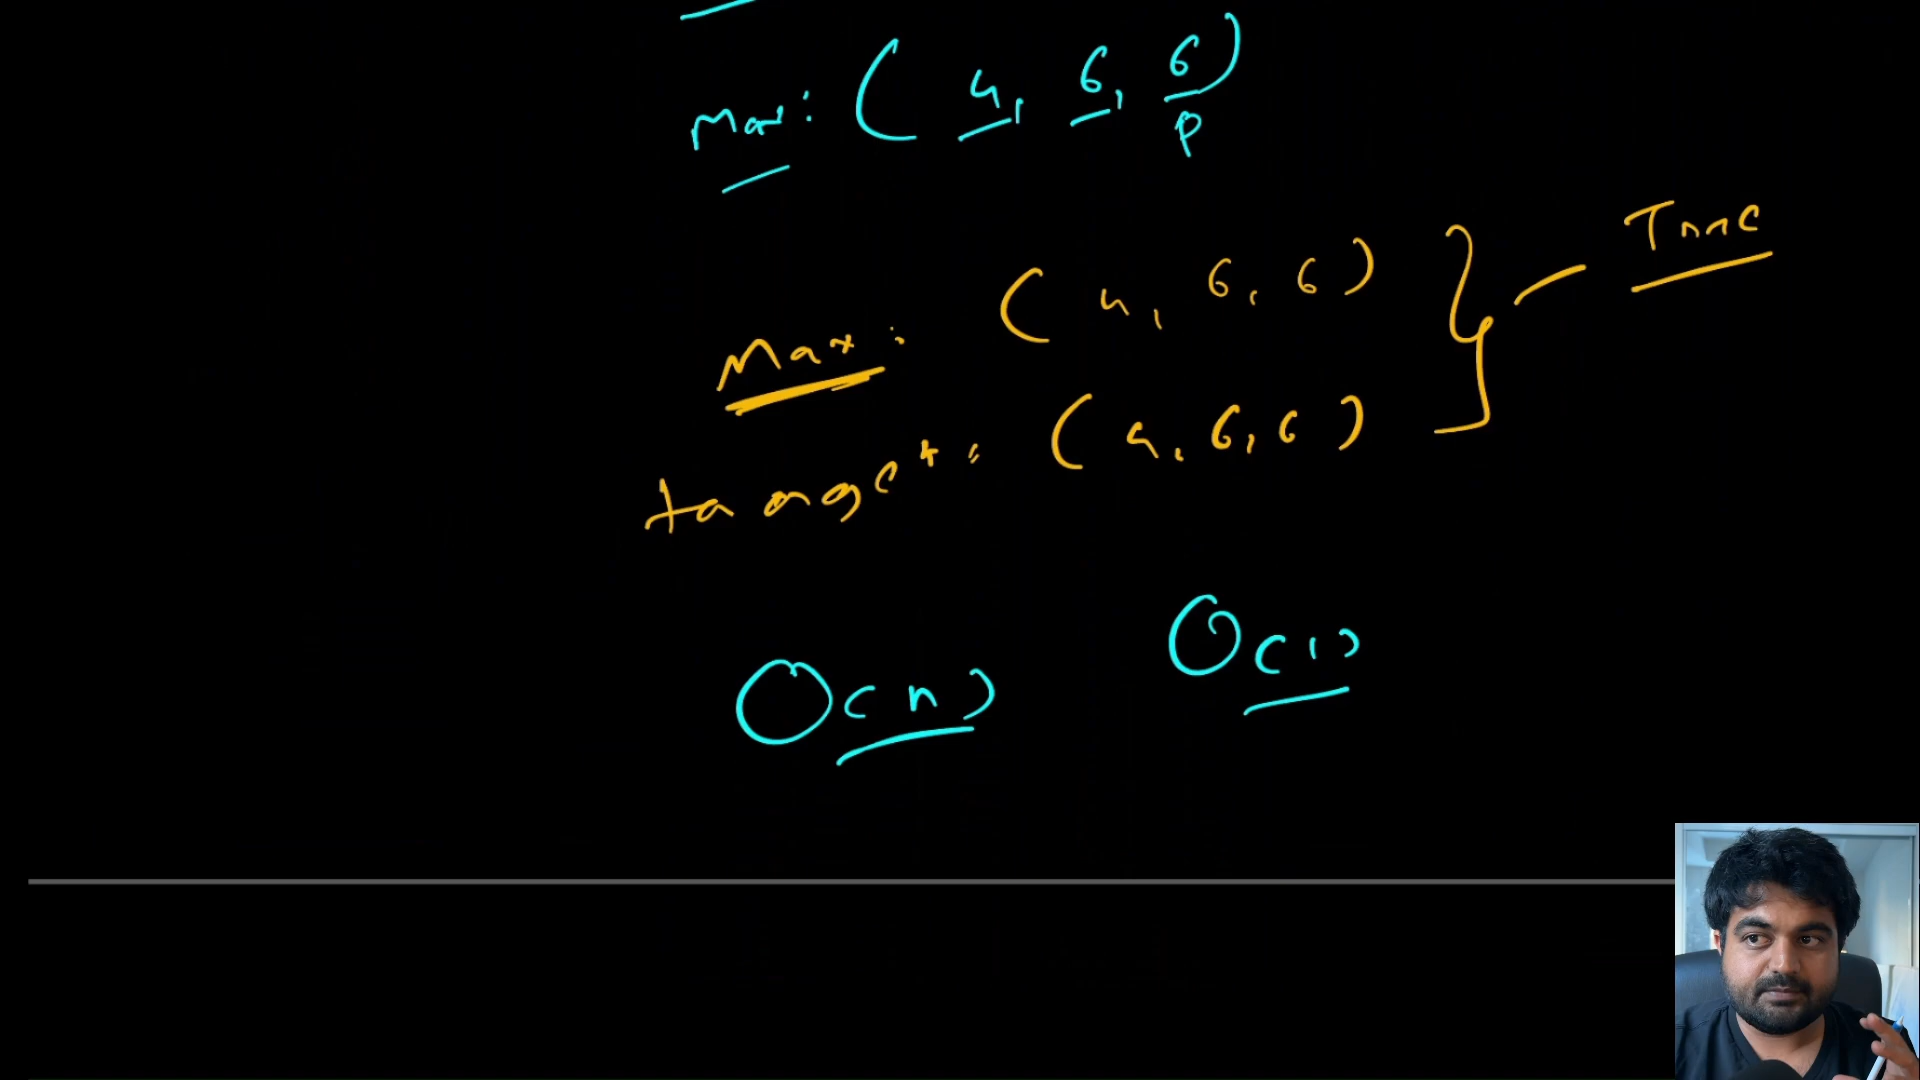 Max: (4, 6, 6)
P
Max: (4, 6, 6)
True
target: (4, 6, 6)
O(1)
O(n)